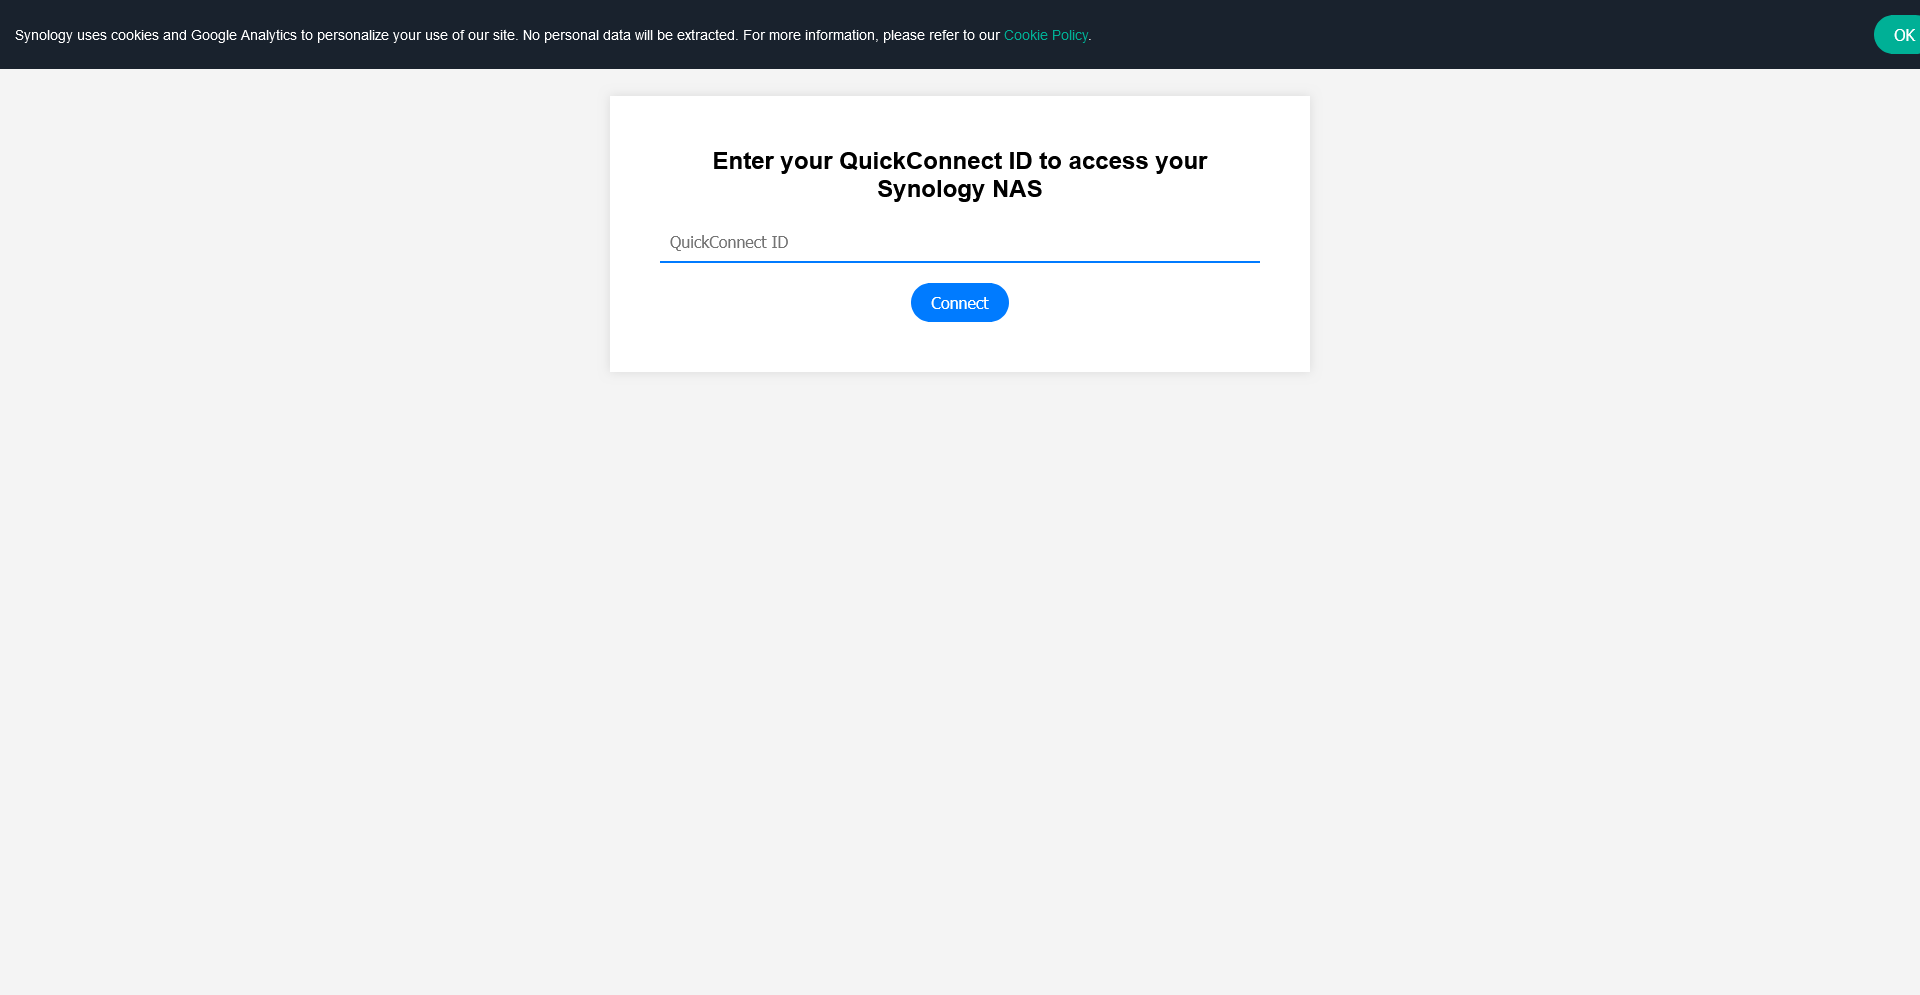 Synology uses cookies and Google Analytics to personalize your use of our site. No personal data will be extracted. For more information, please refer to our Cookie Policy.
OK
Enter your QuickConnect ID to access your
Synology NAS
QuickConnect ID
Connect